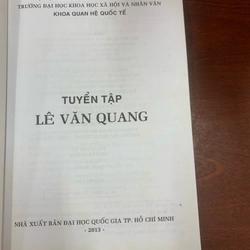 TRƯỜNG ĐẠI HỌC KHOA HỌC XÃ HỘI VÀ NHÂN VĂN
KHOA QUAN HỆ QUỐC TẾ
TUYỂN TẬP
LÊ VĂN QUANG
NHÀ XUẤT BẢN ĐẠI HỌC QUỐC GIA TP. HỒ CHÍ MINH
- 2013 -